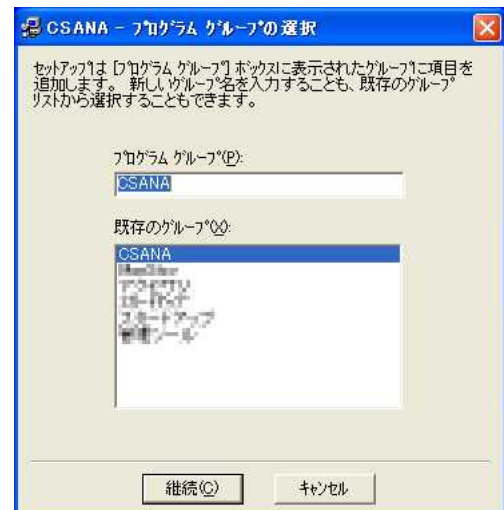 CSANA - プログラム グループの選択
セットアップは [プログラム グループ] ボックスに表示されたグループに項目を
追加します。 新しいグループ名を入力することも、既存のグループ
リストから選択することもできます。
プログラム グループ(P):
CSANA
既存のグループ(X):
CSANA
スタートアップ
管理ツール
継続(C)
キャンセル